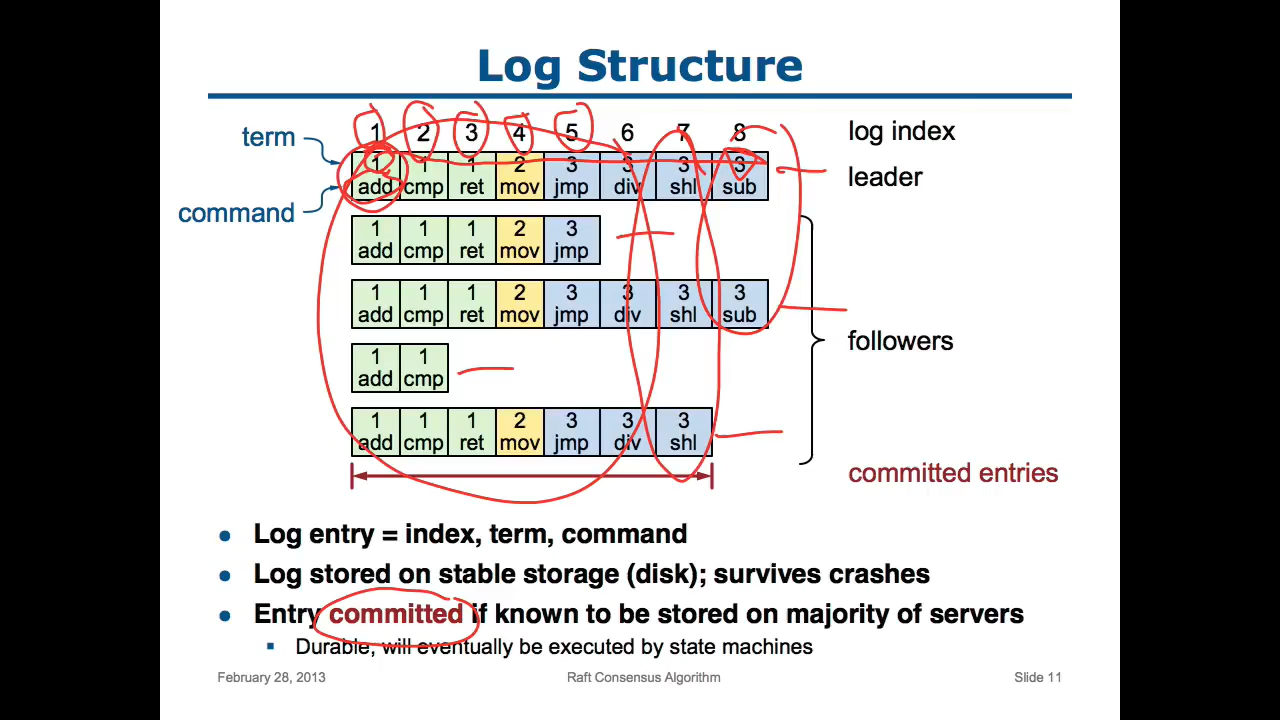 Log Structure
1 2 3 4 5 6 7 8 log index
term
1 1 1 2 3 3 3 3
add cmp ret mov jmp div shl sub
leader
command
1 1 1 2 3
add cmp ret mov jmp
1 1 1 2 3 3 3 3
add cmp ret mov jmp div shl sub
followers
1 1
add cmp
1 1 1 2 3 3 3
add cmp ret mov jmp div shl
committed entries
• Log entry = index, term, command
• Log stored on stable storage (disk); survives crashes
• Entry committed if known to be stored on majority of servers
▪ Durable, will eventually be executed by state machines
February 28, 2013 Raft Consensus Algorithm Slide 11